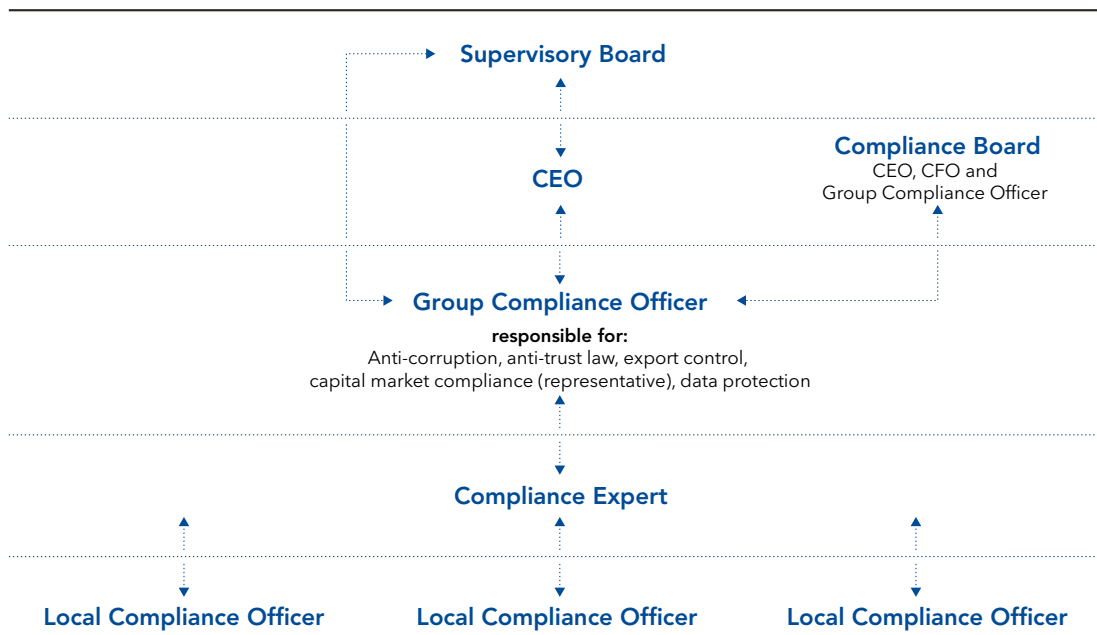 Supervisory Board
Compliance Board
CEO, CFO and
Group Compliance Officer
CEO
Group Compliance Officer
responsible for:
Anti-corruption, anti-trust law, export control,
capital market compliance (representative), data protection
Compliance Expert
Local Compliance Officer
Local Compliance Officer
Local Compliance Officer